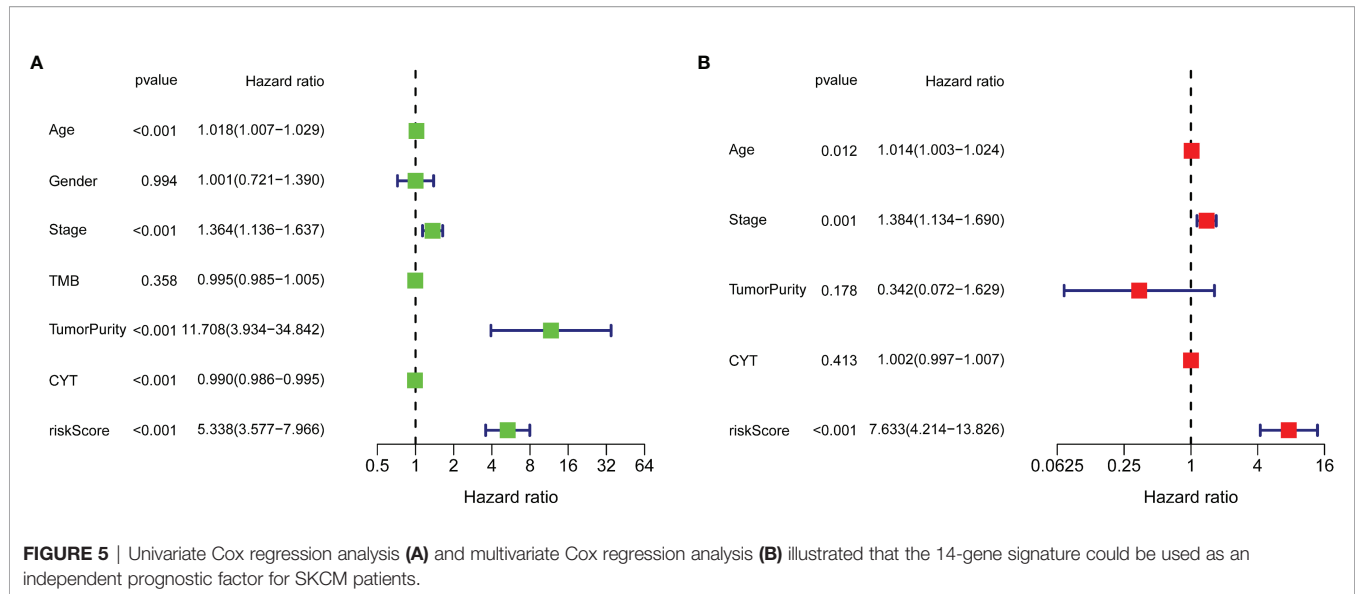 A
pvalue Hazard ratio
Age <0.001 1.018(1.007−1.029)
Gender 0.994 1.001(0.721−1.390)
Stage <0.001 1.364(1.136−1.637)
TMB 0.358 0.995(0.985−1.005)
TumorPurity <0.001 11.708(3.934−34.842)
CYT <0.001 0.990(0.986−0.995)
riskScore <0.001 5.338(3.577−7.966)
0.5 1 2 4 8 16 32 64
Hazard ratio
B
pvalue Hazard ratio
Age 0.012 1.014(1.003−1.024)
Stage 0.001 1.384(1.134−1.690)
TumorPurity 0.178 0.342(0.072−1.629)
CYT 0.413 1.002(0.997−1.007)
riskScore <0.001 7.633(4.214−13.826)
0.0625 0.25 1 4 16
Hazard ratio
FIGURE 5 | Univariate Cox regression analysis (A) and multivariate Cox regression analysis (B) illustrated that the 14-gene signature could be used as an
independent prognostic factor for SKCM patients.